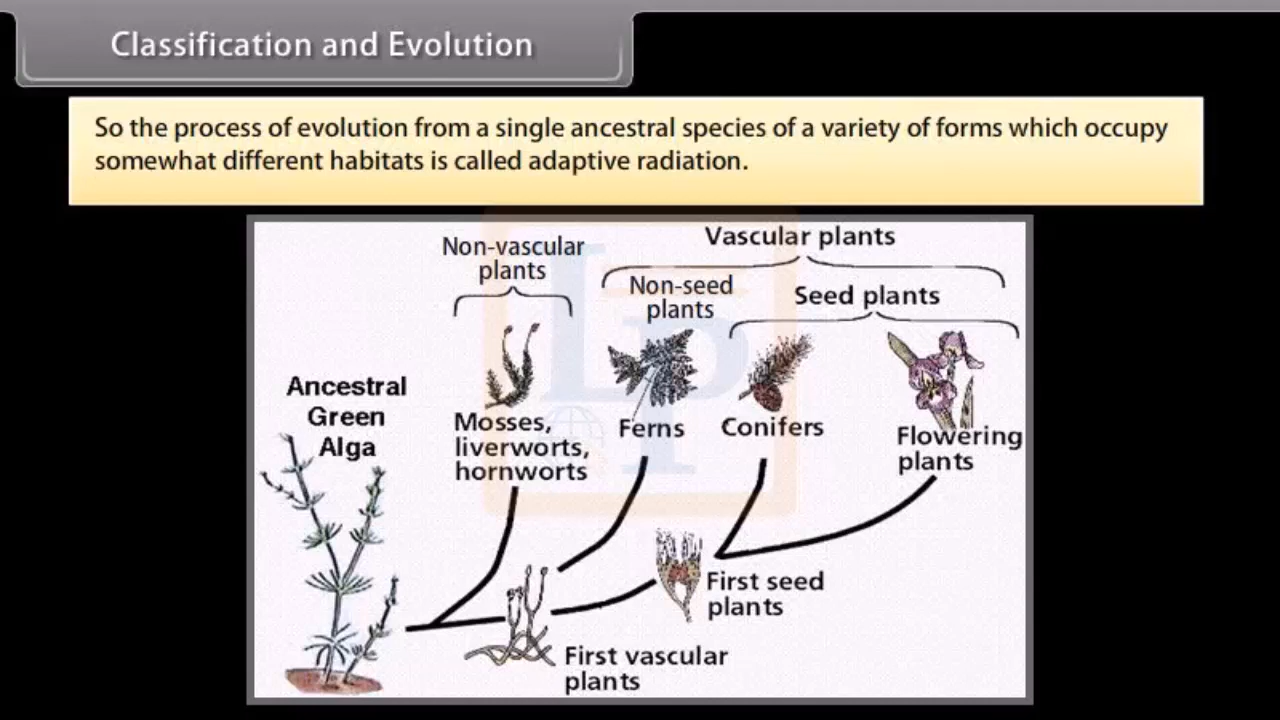 Classification and Evolution
So the process of evolution from a single ancestral species of a variety of forms which occupy
somewhat different habitats is called adaptive radiation.
Non-vascular
plants
Vascular plants
Non-seed
plants
Seed plants
Ancestral
Green
Alga
Mosses,
liverworts,
hornworts
Ferns
Conifers
Flowering
plants
First seed
plants
First vascular
plants
LP